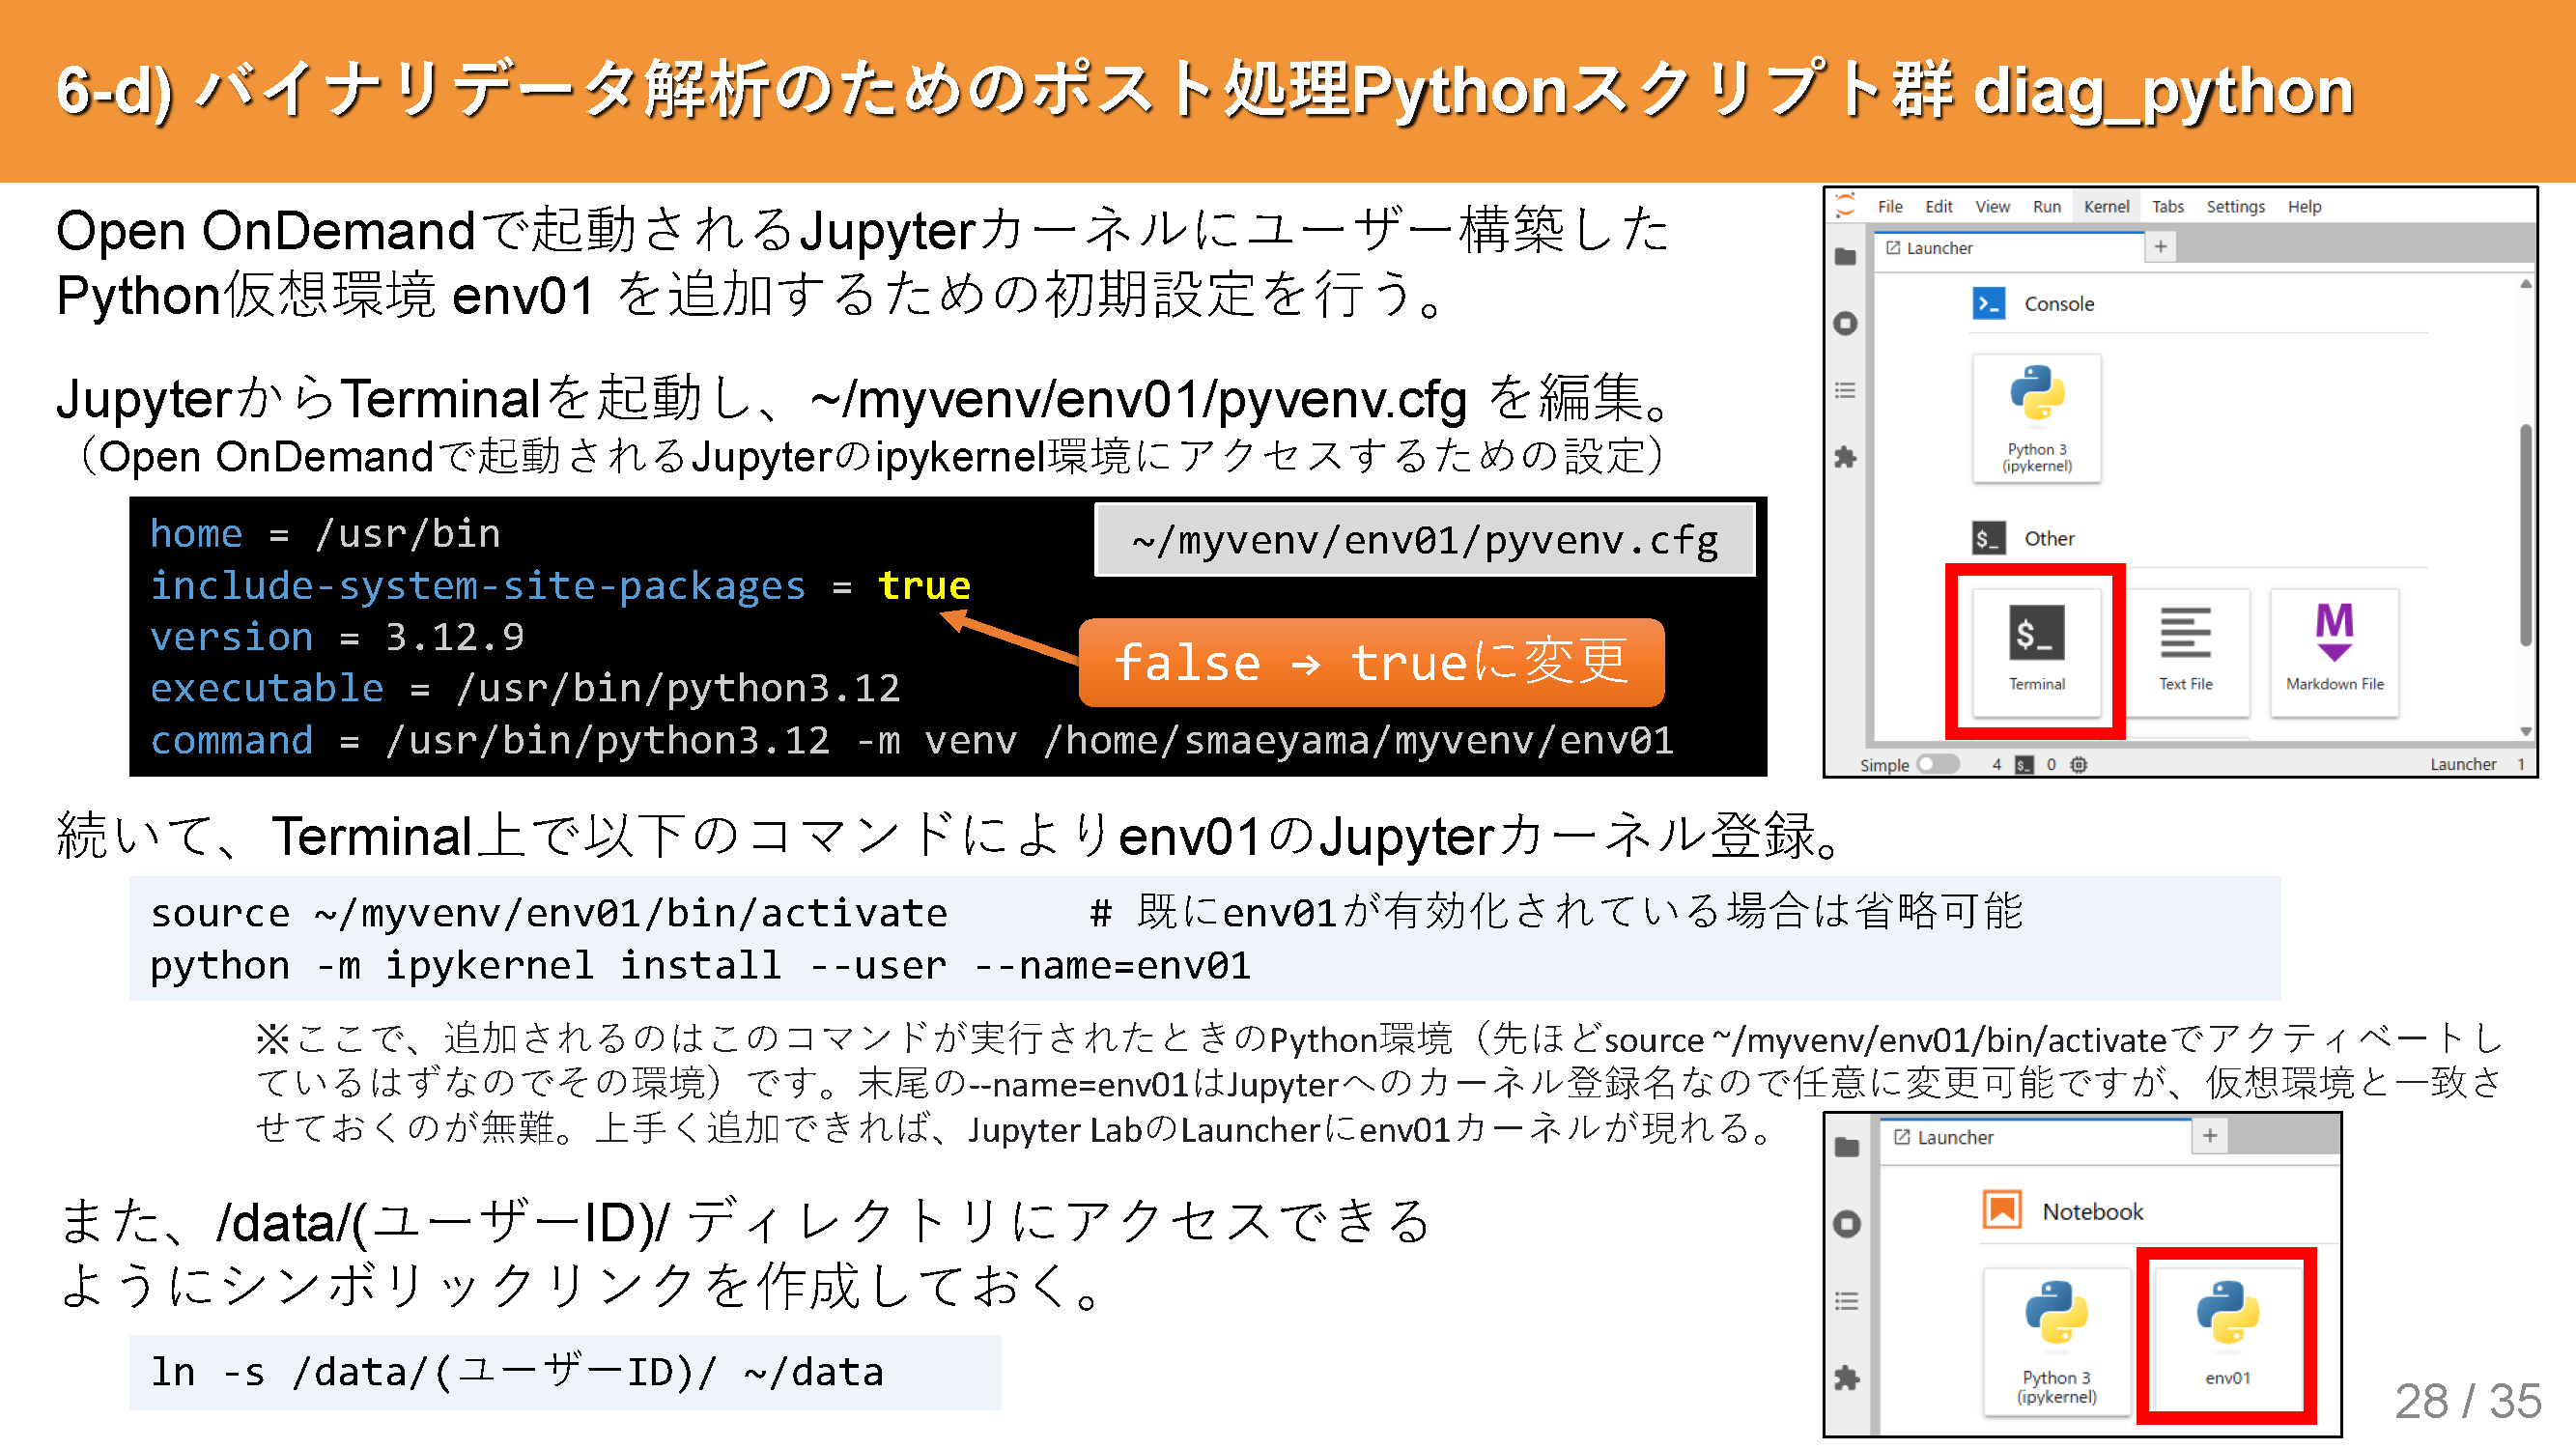 6-d) バイナリデータ解析のためのポスト処理Pythonスクリプト群 diag_python
Open OnDemandで起動されるJupyterカーネルにユーザー構築した
Python仮想環境 env01 を追加するための初期設定を行う。
JupyterからTerminalを起動し、~/myvenv/env01/pyvenv.cfg を編集。
（Open OnDemandで起動されるJupyterのipykernel環境にアクセスするための設定）
~/myvenv/env01/pyvenv.cfg
home = /usr/bin
include-system-site-packages = true
version = 3.12.9
executable = /usr/bin/python3.12
command = /usr/bin/python3.12 -m venv /home/smaeyama/myvenv/env01
false → trueに変更
File Edit View Run Kernel Tabs Settings Help
Launcher +
>_ Console
Python 3
(ipykernel)
$_ Other
$_ M
Terminal Text File Markdown File
Simple 4 $_ 0 Launcher 1
続いて、Terminal上で以下のコマンドによりenv01のJupyterカーネル登録。
source ~/myvenv/env01/bin/activate # 既にenv01が有効化されている場合は省略可能
python -m ipykernel install --user --name=env01
※ここで、追加されるのはこのコマンドが実行されたときのPython環境（先ほどsource ~/myvenv/env01/bin/activateでアクティベートし
ているはずなのでその環境）です。末尾の--name=env01はJupyterへのカーネル登録名なので任意に変更可能ですが、仮想環境と一致さ
せておくのが無難。上手く追加できれば、Jupyter LabのLauncherにenv01カーネルが現れる。
また、/data/(ユーザーID)/ ディレクトリにアクセスできる
ようにシンボリックリンクを作成しておく。
ln -s /data/(ユーザーID)/ ~/data
Launcher +
Notebook
Python 3
(ipykernel)
env01
28 / 35